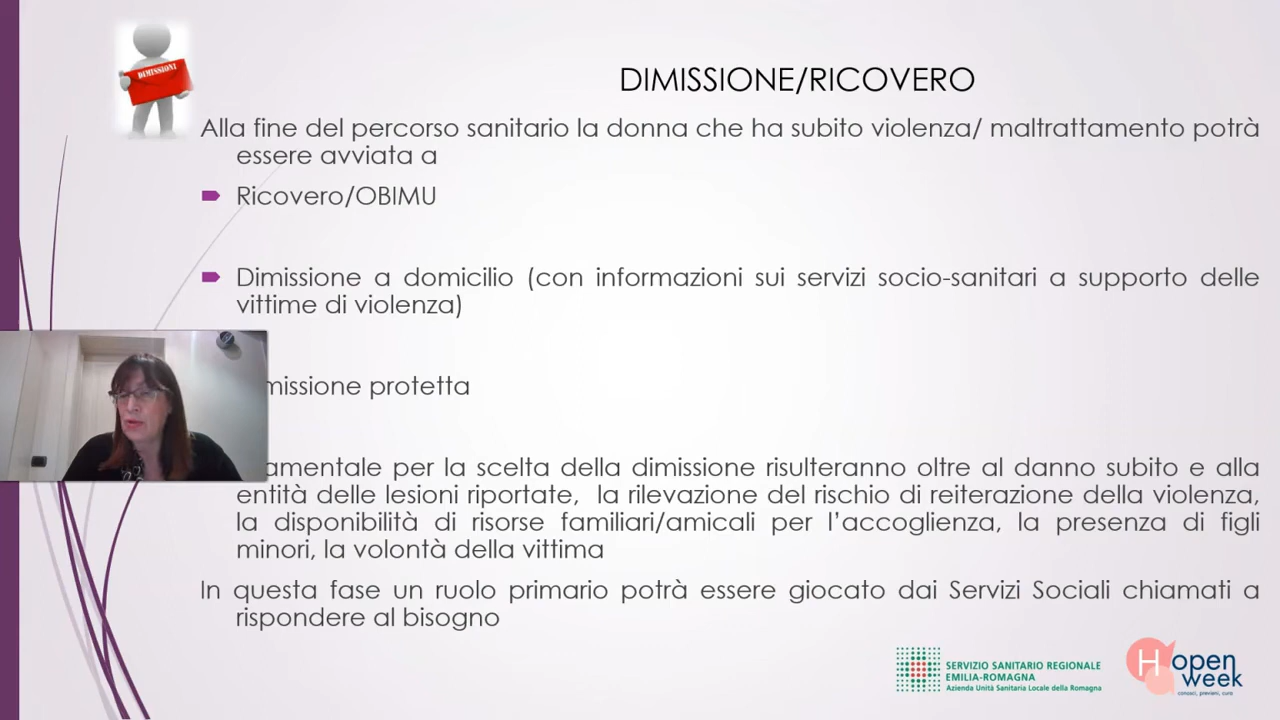 DIMISSIONI
DIMISSIONE/RICOVERO
Alla fine del percorso sanitario la donna che ha subito violenza/ maltrattamento potrà
essere avviata a
Ricovero/OBIMU
Dimissione a domicilio (con informazioni sui servizi socio-sanitari a supporto delle
vittime di violenza)
missione protetta
amentale per la scelta della dimissione risulteranno oltre al danno subito e alla
entità delle lesioni riportate, la rilevazione del rischio di reiterazione della violenza,
la disponibilità di risorse familiari/amicali per l'accoglienza, la presenza di figli
minori, la volontà della vittima
In questa fase un ruolo primario potrà essere giocato dai Servizi Sociali chiamati a
rispondere al bisogno
SERVIZIO SANITARIO REGIONALE
EMILIA-ROMAGNA
Azienda Unità Sanitaria Locale della Romagna
H open
week
conosci, previeni, cura